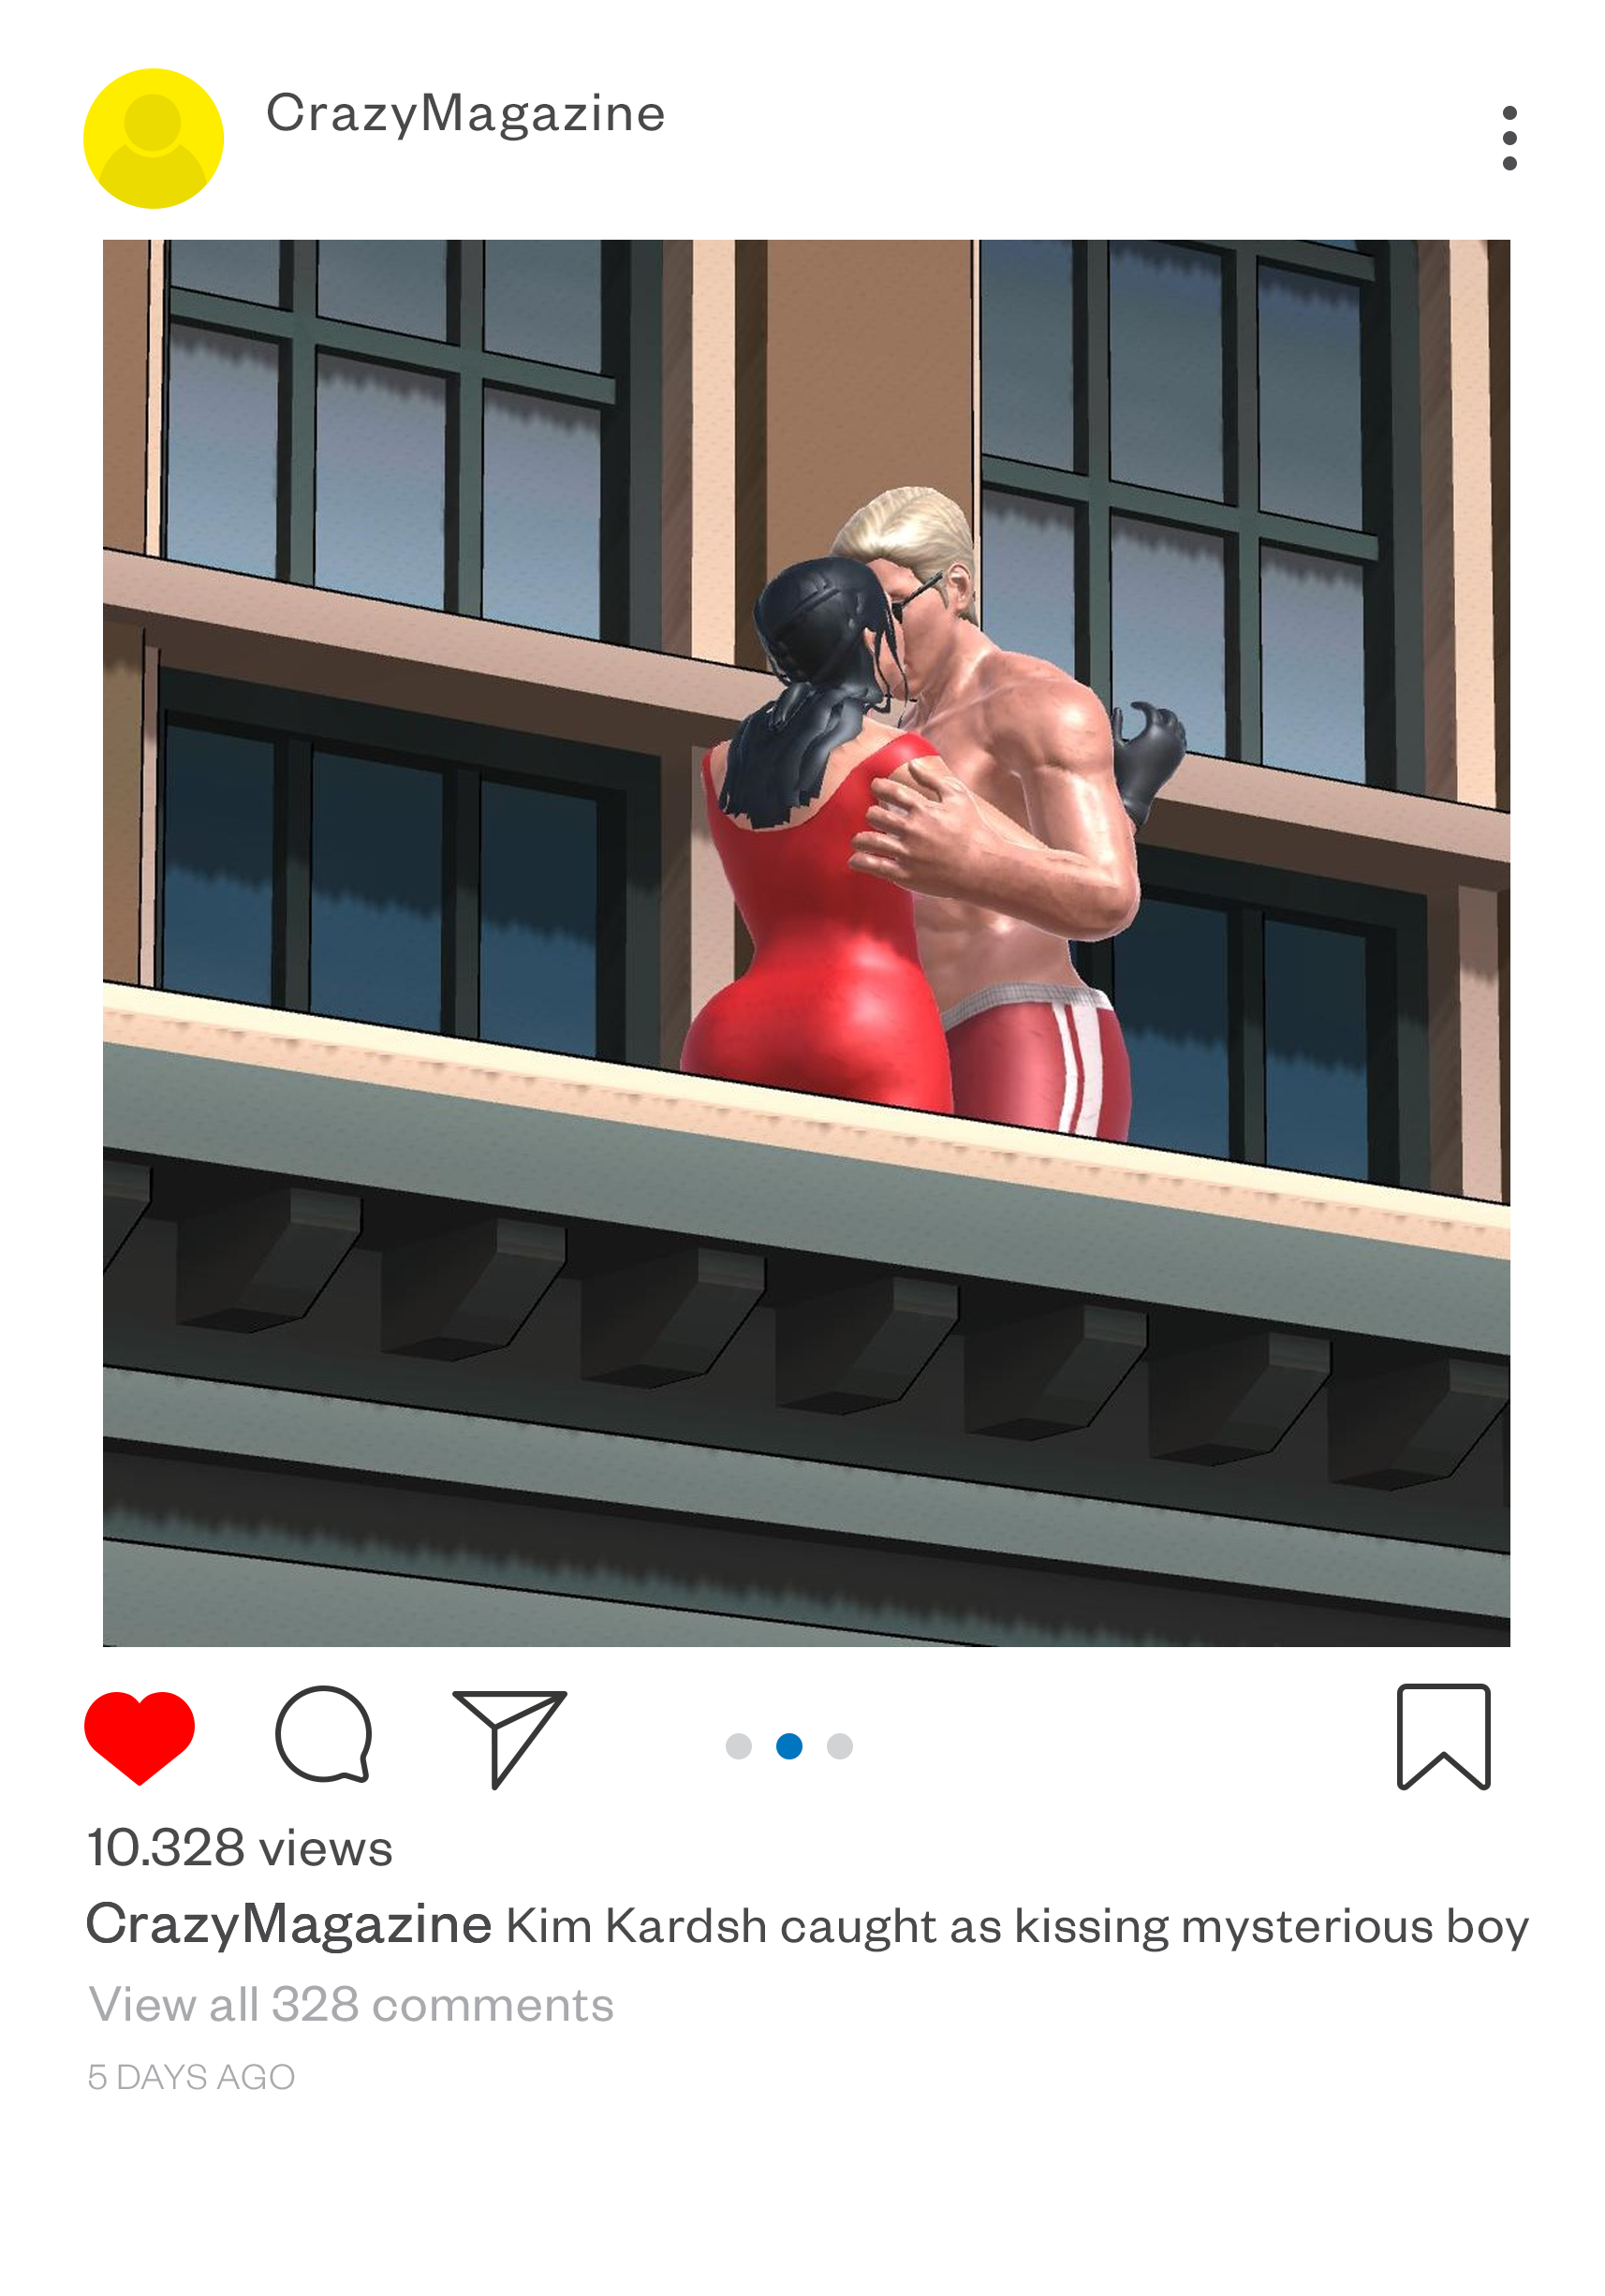 CrazyMagazine
10.328 views
CrazyMagazine Kim Kardsh caught as kissing mysterious boy
View all 328 comments
5 DAYS AGO